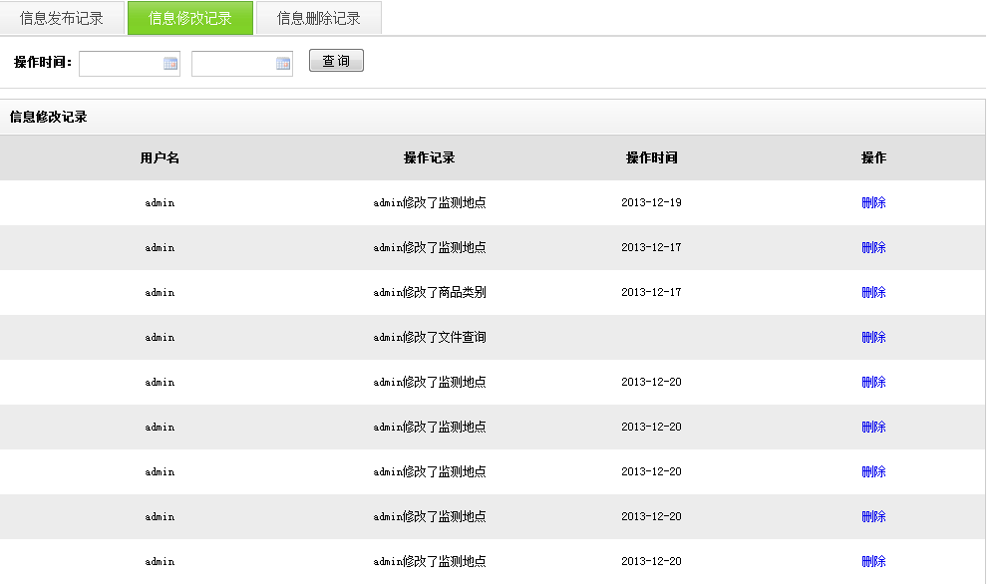 信息发布记录 信息修改记录 信息删除记录
操作时间: 查询
信息修改记录
用户名 操作记录 操作时间 操作
admin admin修改了监测地点 2013-12-19 删除
admin admin修改了监测地点 2013-12-17 删除
admin admin修改了商品类别 2013-12-17 删除
admin admin修改了文件查询 删除
admin admin修改了监测地点 2013-12-20 删除
admin admin修改了监测地点 2013-12-20 删除
admin admin修改了监测地点 2013-12-20 删除
admin admin修改了监测地点 2013-12-20 删除
admin admin修改了监测地点 2013-12-20 删除